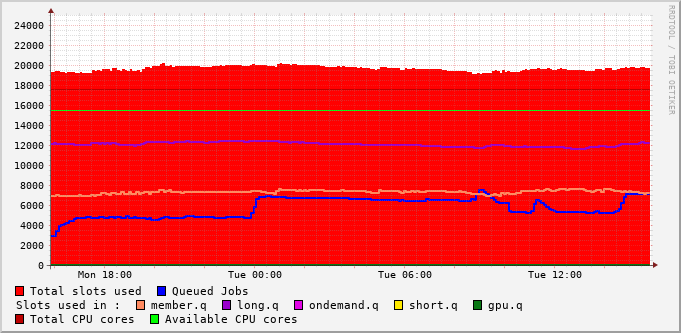 24000
22000
20000
18000
16000
14000
12000
10000
8000
6000
4000
2000
0
Mon 18:00 Tue 00:00 Tue 06:00 Tue 12:00
Total slots used Queued Jobs
Slots used in : member.q long.q ondemand.q short.q gpu.q
Total CPU cores Available CPU cores
RRDTOOL / TOBI OETIKER